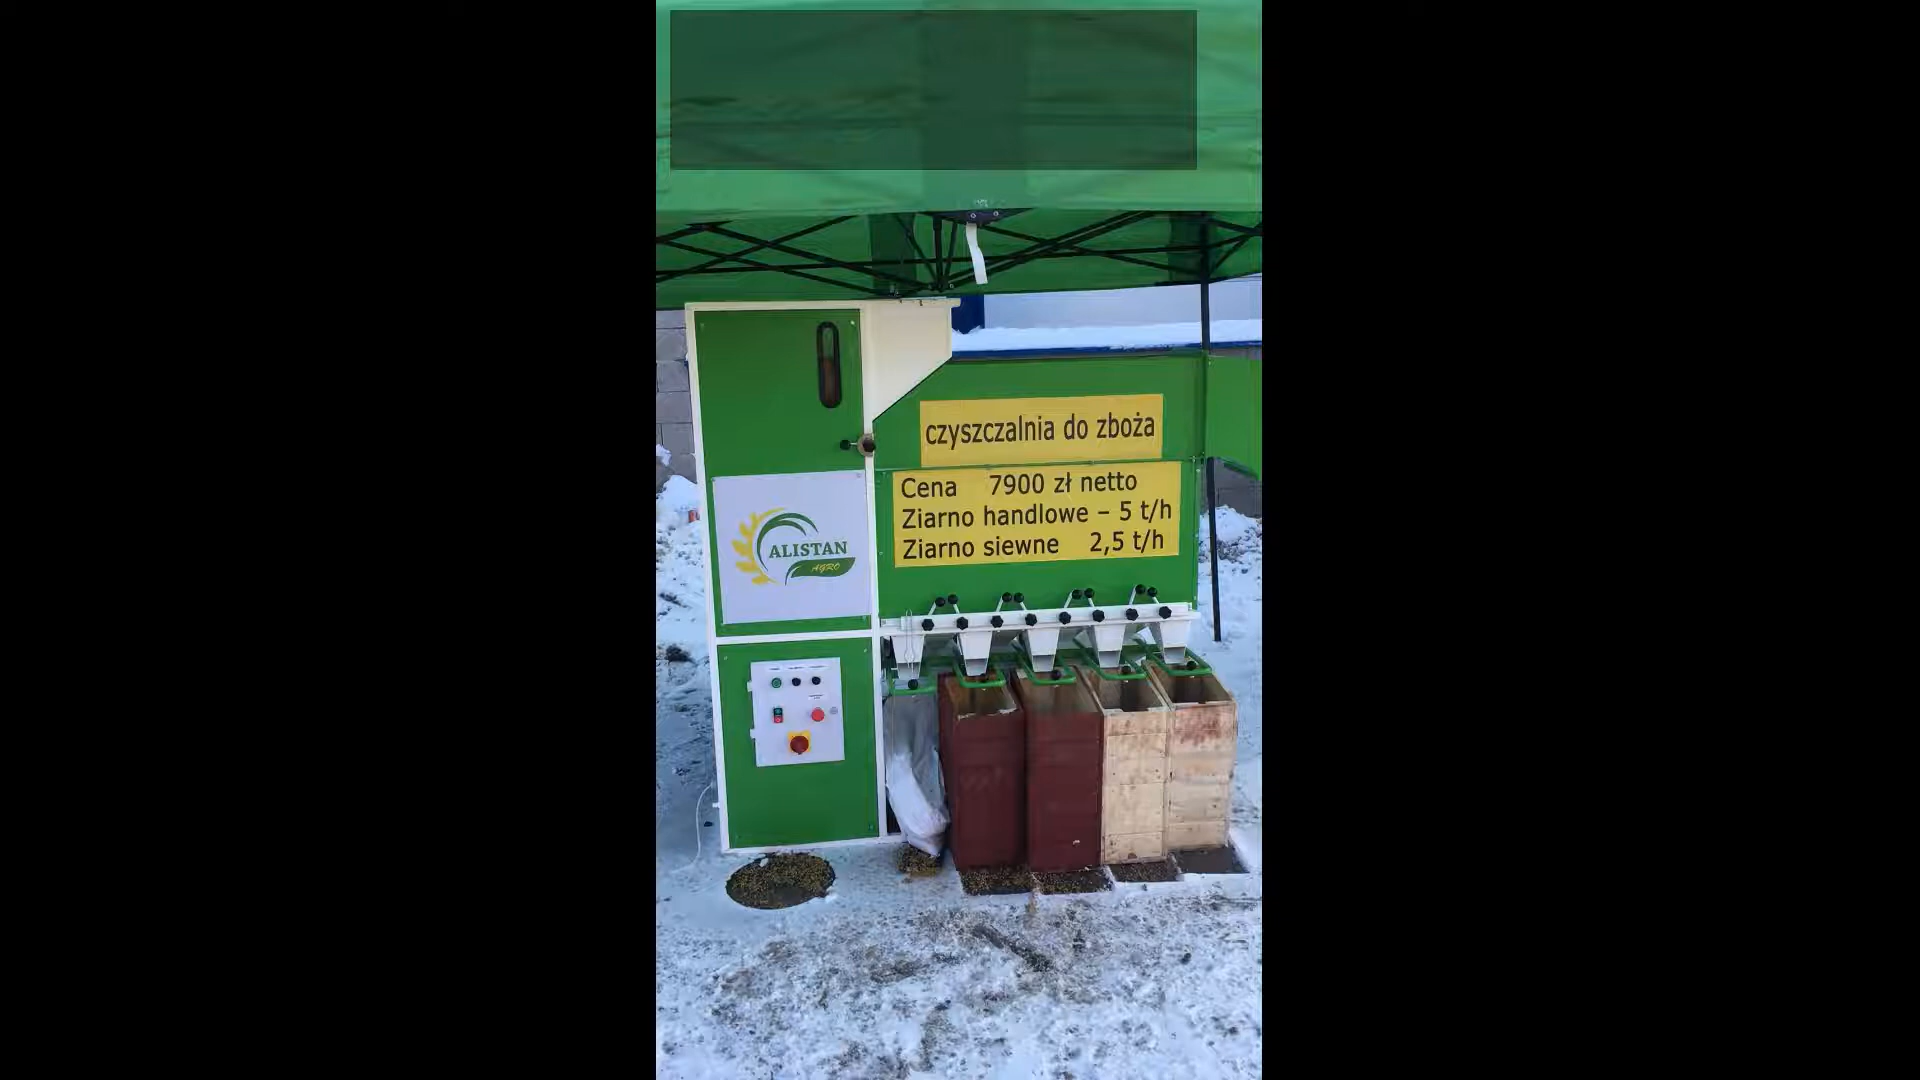 czyszczalnia do zboża
Cena 7900 zł netto
Ziarno handlowe – 5 t/h
Ziarno siewne 2,5 t/h
ALISTAN
AGRO